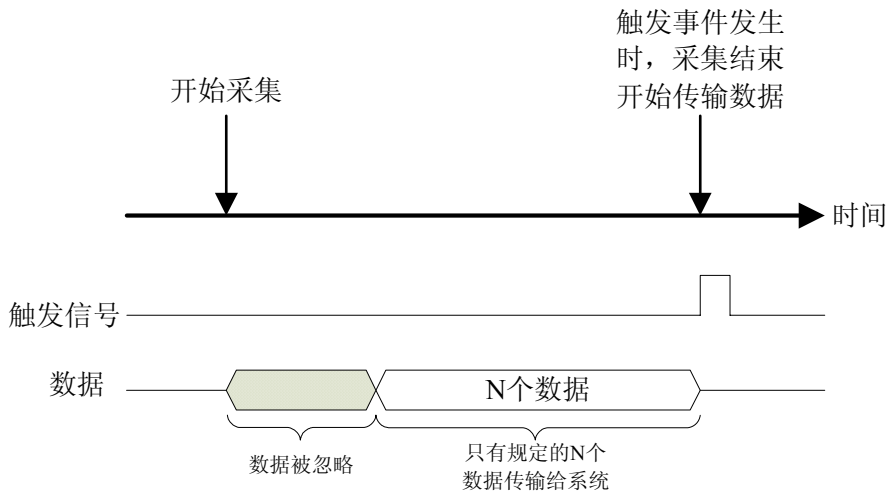 触发事件发生
时，采集结束
开始传输数据
开始采集
时间
触发信号
数据
N个数据
数据被忽略
只有规定的N个
数据传输给系统